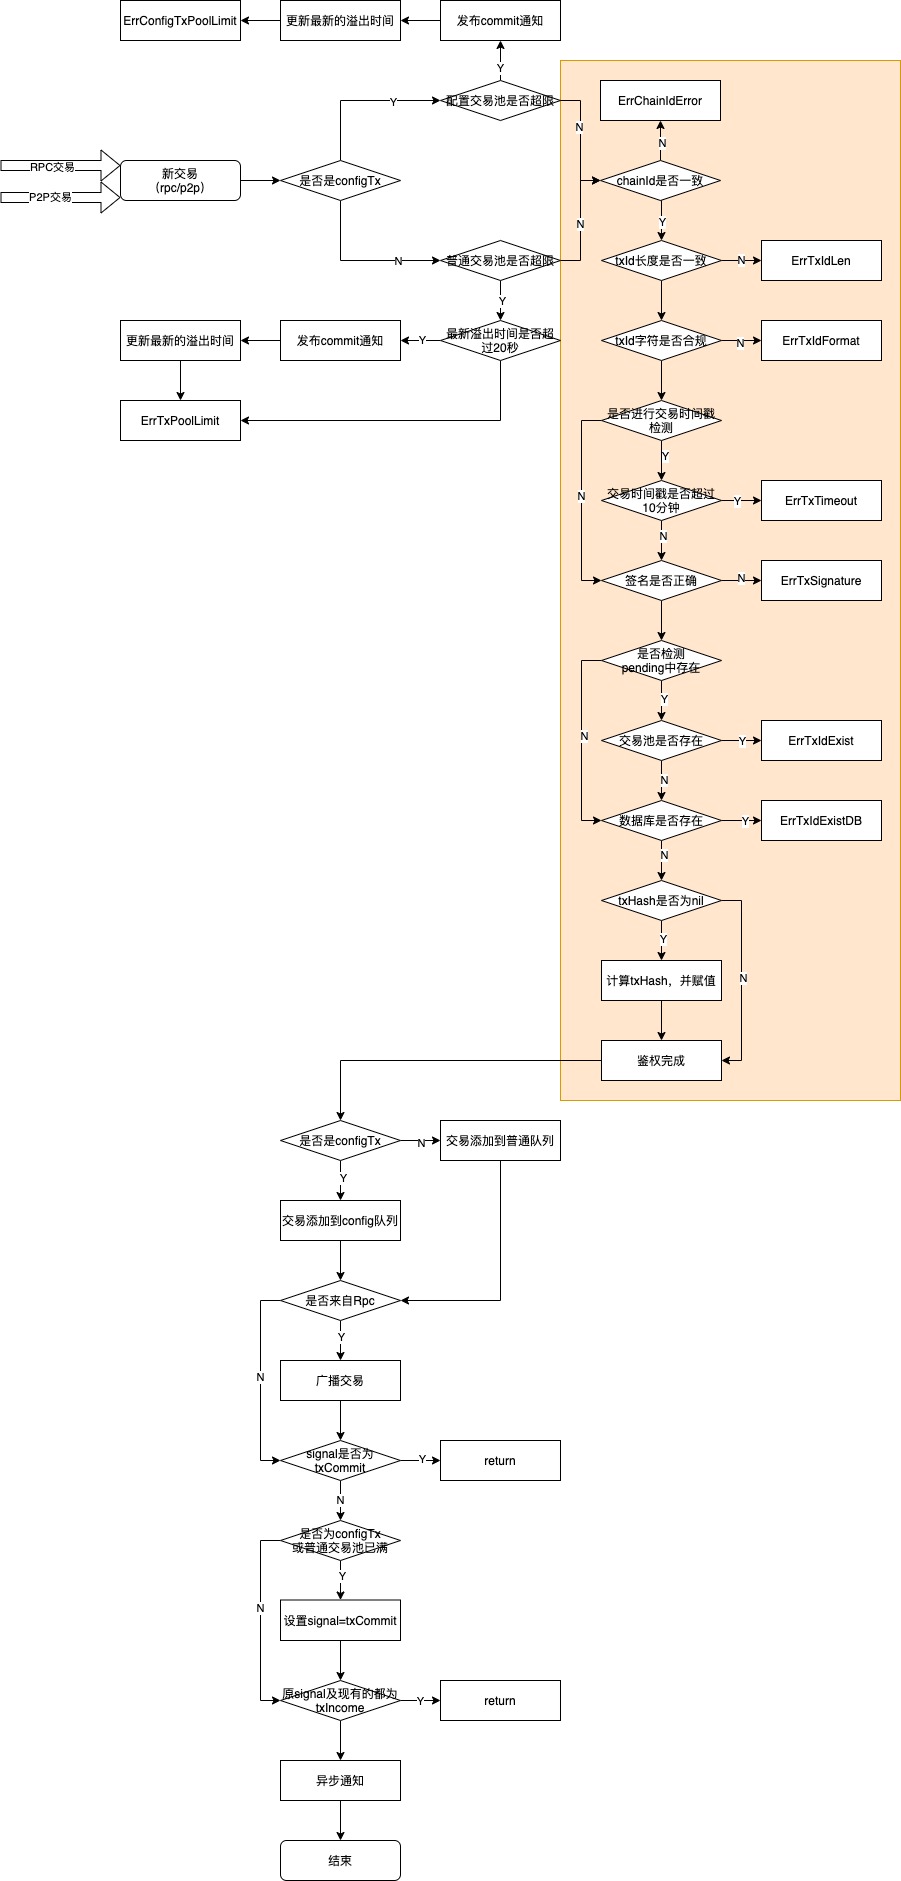 ErrConfigTxPoolLimit
更新最新的溢出时间
发布commit通知
Y
Y
配置交易池是否超限
N
ErrChainIdError
N
RPC交易
P2P交易
新交易
（rpc/p2p）
是否是configTx
chainId是否一致
N
Y
N
普通交易池是否超限
txId长度是否一致
N
ErrTxIdLen
Y
更新最新的溢出时间
发布commit通知
Y
最新溢出时间是否超
过20秒
txId字符是否合规
N
ErrTxIdFormat
ErrTxPoolLimit
是否进行交易时间戳
检测
Y
N
交易时间戳是否超过
10分钟
Y
ErrTxTimeout
N
签名是否正确
N
ErrTxSignature
是否检测
pending中存在
Y
N
交易池是否存在
Y
ErrTxIdExist
N
数据库是否存在
Y
ErrTxIdExistDB
N
txHash是否为nil
Y
N
计算txHash，并赋值
鉴权完成
是否是configTx
N
交易添加到普通队列
Y
交易添加到config队列
是否来自Rpc
Y
N
广播交易
signal是否为
txCommit
Y
return
N
是否为configTx
或普通交易池已满
Y
N
设置signal=txCommit
原signal及现有的都为
txIncome
Y
return
异步通知
结束